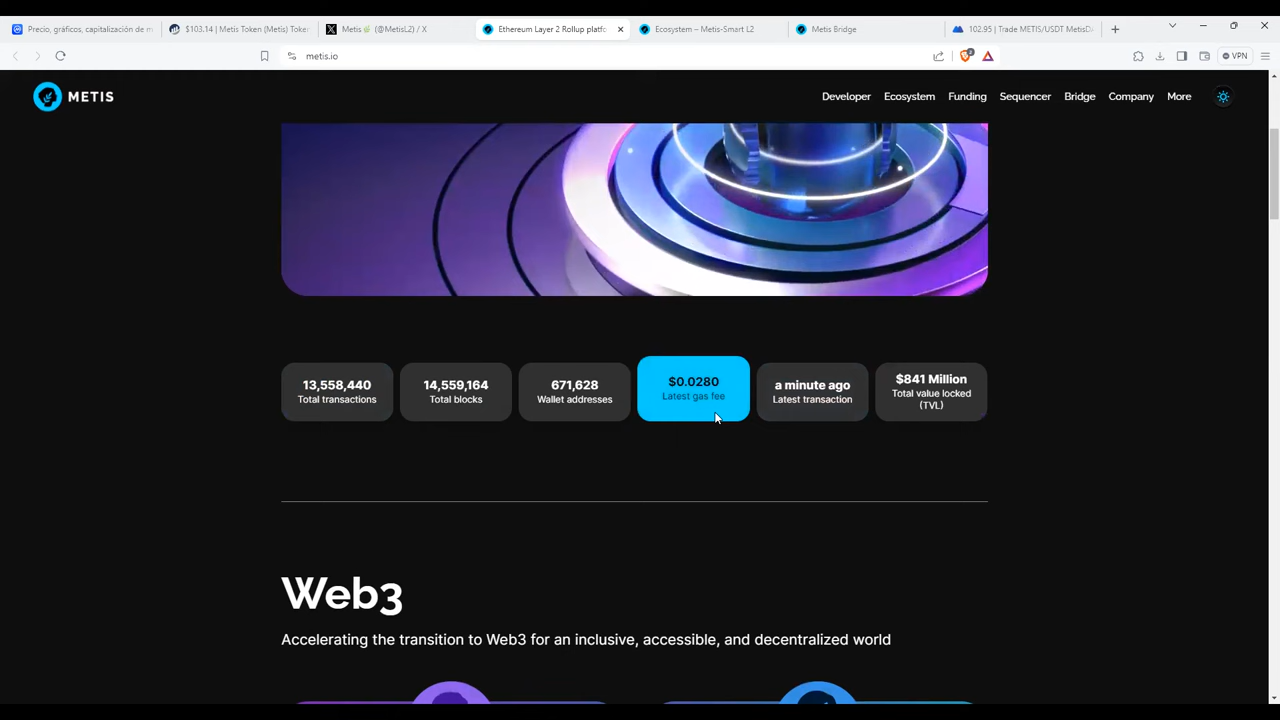 Precio, gráficos, capitalización de m
$103.14 | Metis Token (Metis) Token
Metis🌿 (@MetisL2) / X
Ethereum Layer 2 Rollup platfo
Ecosystem – Metis-Smart L2
Metis Bridge
102.95 | Trade METIS/USDT MetisDA
metis.io
2
VPN
METIS
Developer
Ecosystem
Funding
Sequencer
Bridge
Company
More
13,558,440
Total transactions
14,559,164
Total blocks
671,628
Wallet addresses
$0.0280
Latest gas fee
a minute ago
Latest transaction
$841 Million
Total value locked
(TVL)
Web3
Accelerating the transition to Web3 for an inclusive, accessible, and decentralized world